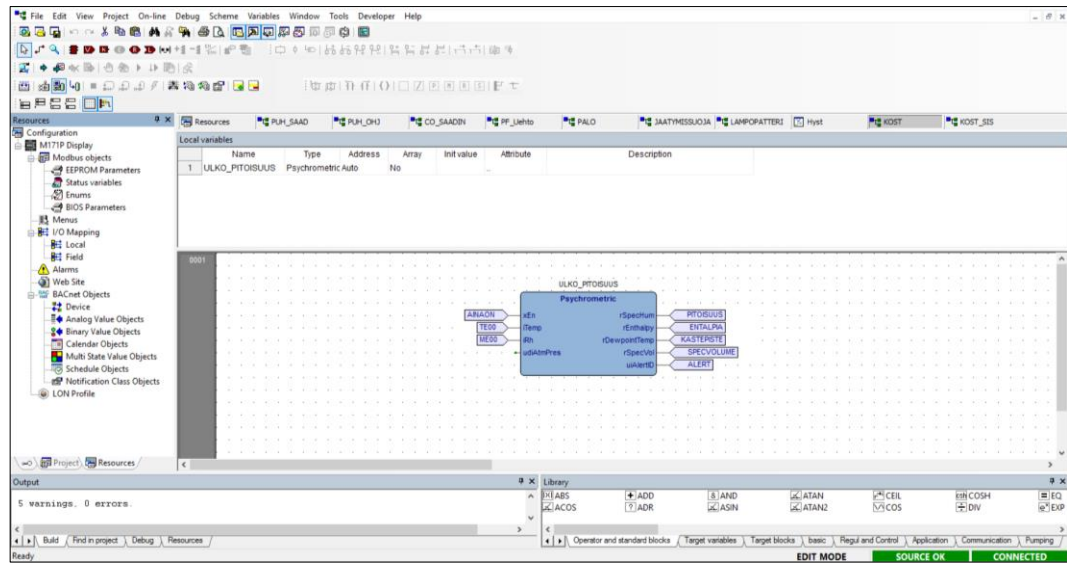 File Edit View Project On-line Debug Scheme Variables Window Tools Developer Help
Resources
Configuration
M171P Display
Modbus objects
EEPROM Parameters
Status variables
Enums
BIOS Parameters
Menus
I/O Mapping
Local
Field
Alarms
Web Site
BACnet Objects
Device
Analog Value Objects
Binary Value Objects
Calendar Objects
Multi State Value Objects
Schedule Objects
Notification Class Objects
LON Profile
Project Resources
Resources PUH_SAAD PUH_OHJ CO_SAADIN PF_Uehto PALO JAATYMISSUOJA LAMPOPATTERI Hyst KOST KOST_SIS
Local variables
Name Type Address Array Init value Attribute Description
1 ULKO_PITOISUUS Psychrometric Auto No ..
0001
ULKO_PITOISUUS
Psychrometric
AINAON xEn rSpecHum PITOISUUS
TE00 iTemp rEnthalpy ENTALPIA
ME00 iRh rDewpointTemp KASTEPISTE
udiAtmPres rSpecVol SPECVOLUME
uiAlertID ALERT
Output
5 warnings, 0 errors.
Build Find in project Debug Resources
Library
ABS ADD AND ATAN CEIL COSH EQ
ACOS ADR ASIN ATAN2 COS DIV EXP
Operator and standard blocks Target variables Target blocks basic Regul and Control Application Communication Pumping
Ready EDIT MODE SOURCE OK CONNECTED